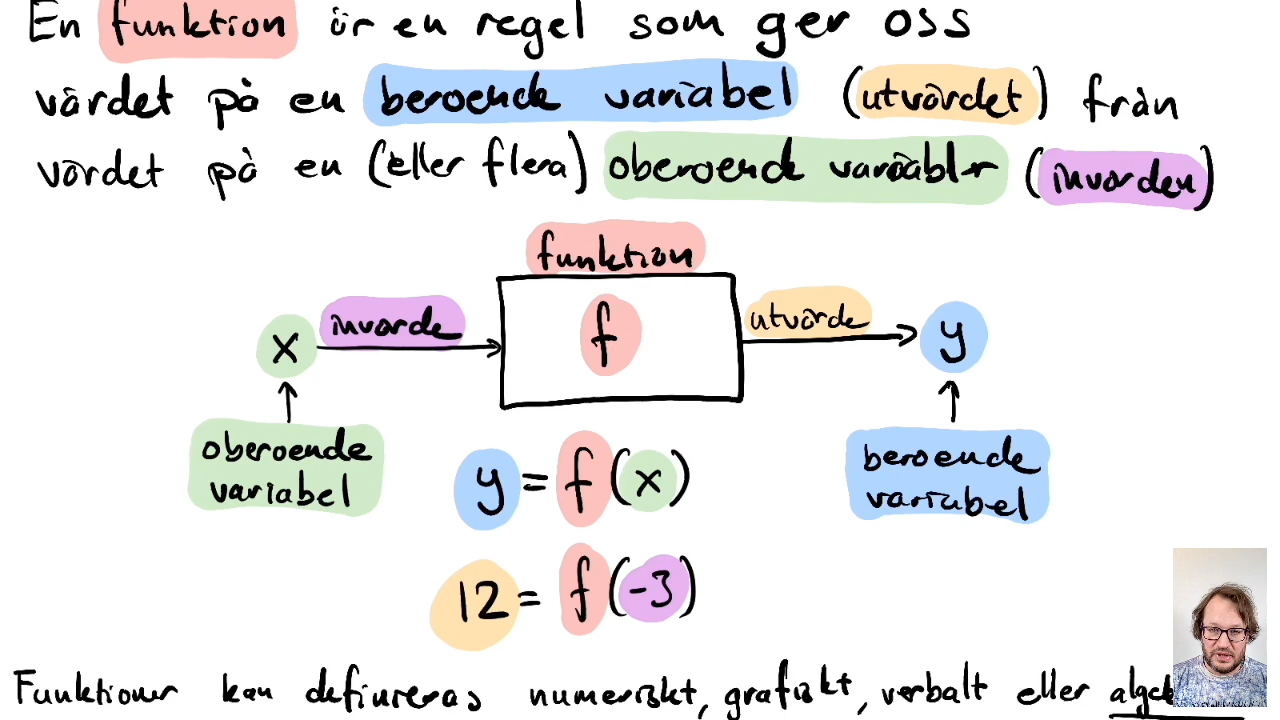 En funktion är en regel som ger oss
värdet på en beroende variabel (utvärdet) från
värdet på en (eller flera) oberoende variabler (invärden)
funktion
x invärde f utvärde y
oberoende variabel
beroende variabel
y = f(x)
12 = f(-3)
Funktioner kan definieras numeriskt, grafiskt, verbalt eller